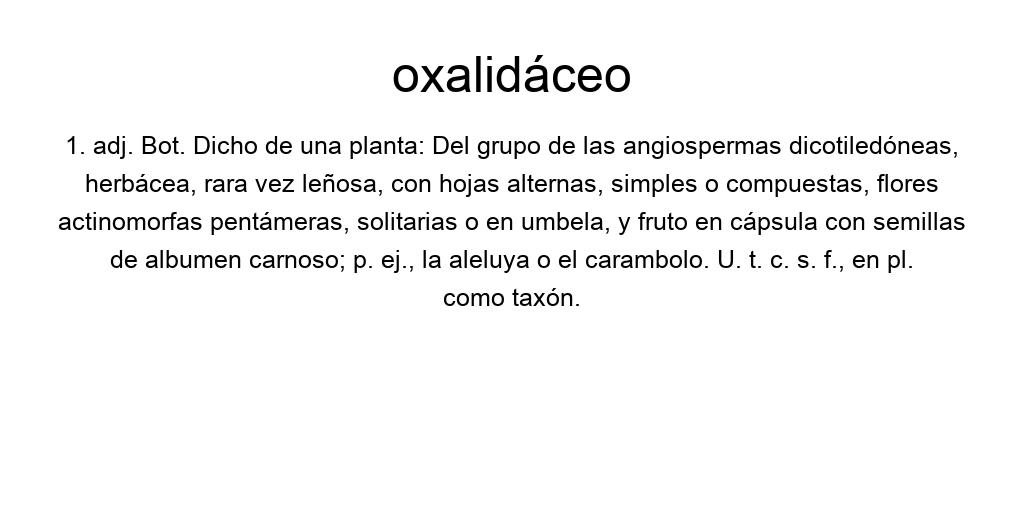 oxalidáceo
1. adj. Bot. Dicho de una planta: Del grupo de las angiospermas dicotiledóneas,
herbácea, rara vez leñosa, con hojas alternas, simples o compuestas, flores
actinomorfas pentámeras, solitarias o en umbela, y fruto en cápsula con semillas
de albumen carnoso; p. ej., la aleluya o el carambolo. U. t. c. s. f., en pl.
como taxón.